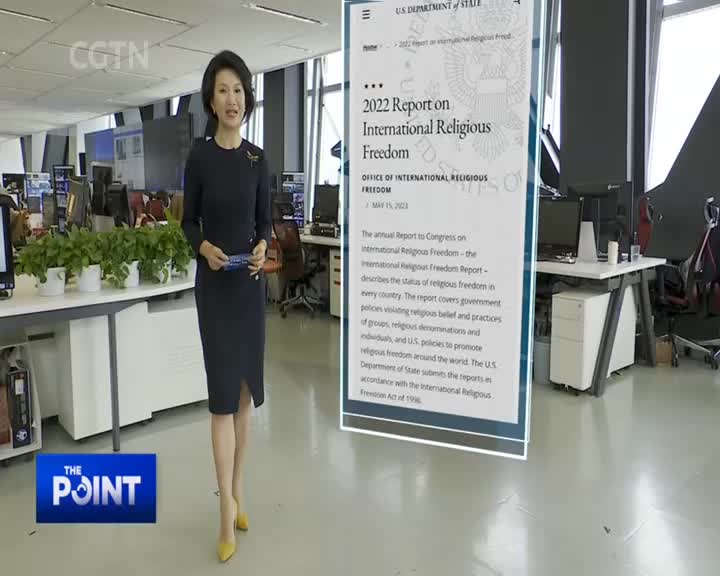 CGTN
U.S. DEPARTMENT of STATE
Home > ... > 2022 Report on International Religious Freed...
2022 Report on
International Religious
Freedom
OFFICE OF INTERNATIONAL RELIGIOUS
FREEDOM
/ MAY 15, 2023
The annual Report to Congress on
International Religious Freedom – the
International Religious Freedom Report –
describes the status of religious freedom in
every country. The report covers government
policies violating religious belief and practices
of groups, religious denominations and
individuals, and U.S. policies to promote
religious freedom around the world. The U.S.
Department of State submits the reports in
accordance with the International Religious
Freedom Act of 1998.
THE
POINT